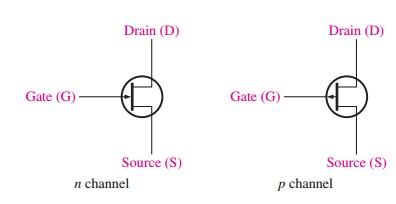 Drain (D)
Drain (D)
Gate (G)
Gate (G)
Source (S)
Source (S)
n channel
p channel